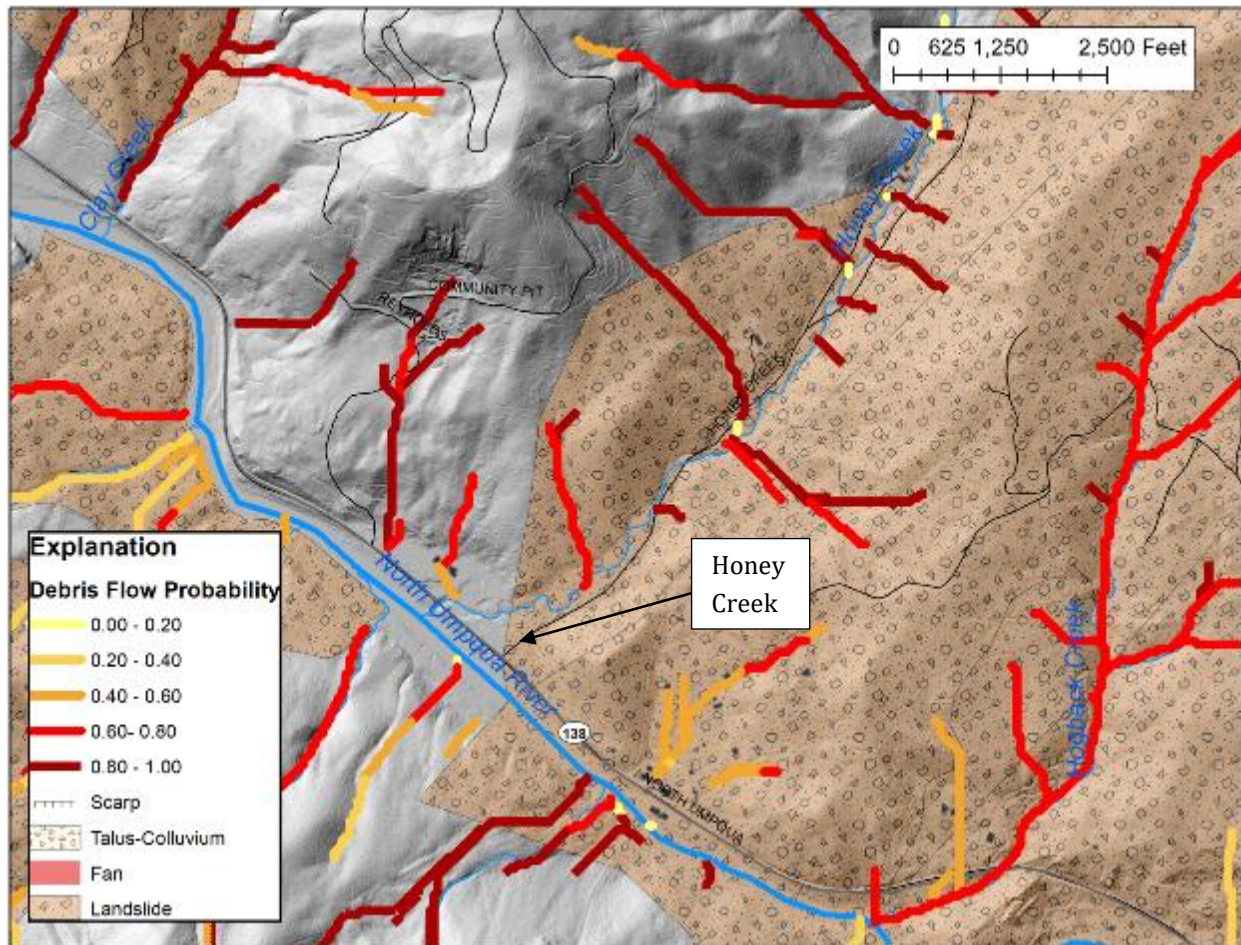 0 625 1,250 2,500 Feet
Clay Creek
Honey Creek
COMMUNITY PIT
Honey
Creek
North Umpqua River
138
NORTH UMPQUA
Hogback Creek
Explanation
Debris Flow Probability
0.00 - 0.20
0.20 - 0.40
0.40 - 0.60
0.60- 0.80
0.80 - 1.00
Scarp
Talus-Colluvium
Fan
Landslide